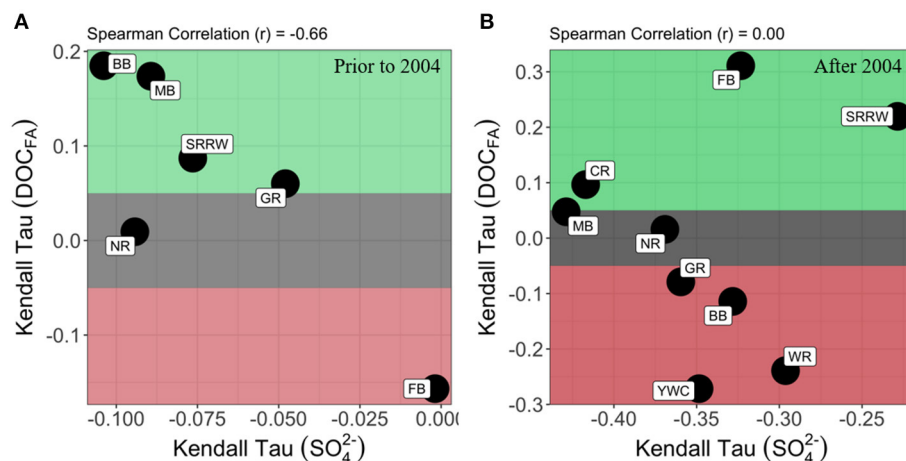 A
Spearman Correlation (r) = -0.66
Prior to 2004
0.2
0.1
0.0
-0.1
Kendall Tau (DOC_FA)
BB
MB
SRRW
GR
NR
FB
-0.100
-0.075
-0.050
-0.025
0.000
Kendall Tau (SO₄²⁻)
B
Spearman Correlation (r) = 0.00
After 2004
0.3
0.2
0.1
0.0
-0.1
-0.2
-0.3
Kendall Tau (DOC_FA)
FB
SRRW
CR
MB
NR
GR
BB
WR
YWC
-0.40
-0.35
-0.30
-0.25
Kendall Tau (SO₄²⁻)